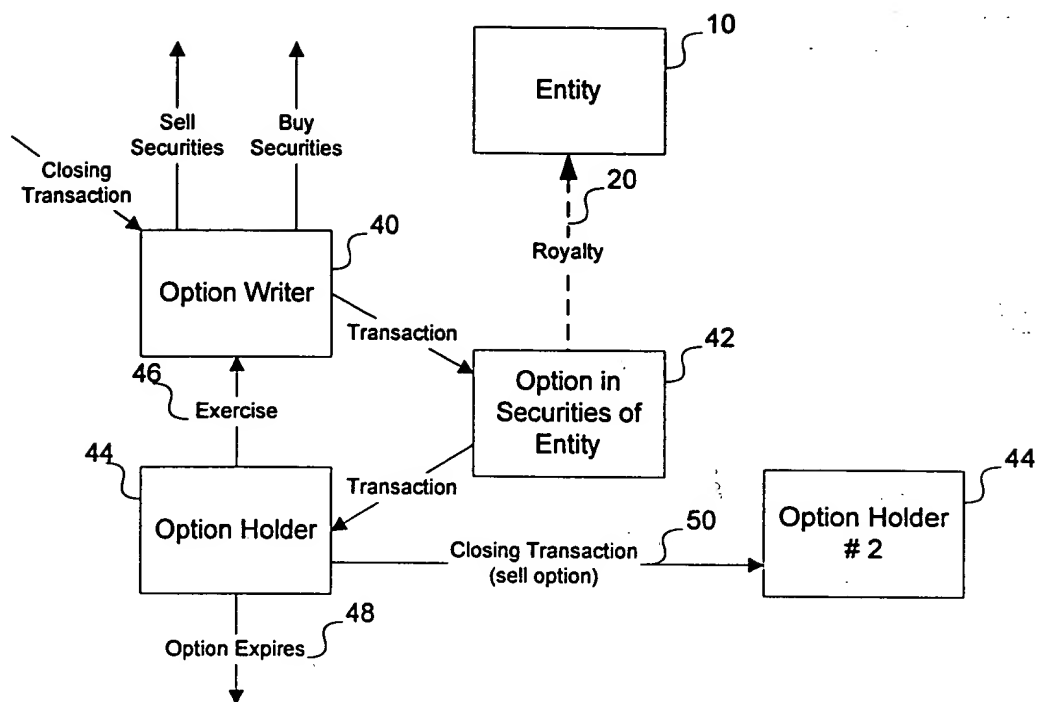 10
Entity
Sell
Securities
Buy
Securities
Closing
Transaction
20
40
Royalty
Option Writer
Transaction
42
46
Option in
Securities of
Entity
Exercise
44
Transaction
44
Option Holder
50
Option Holder
# 2
Closing Transaction
(sell option)
48
Option Expires